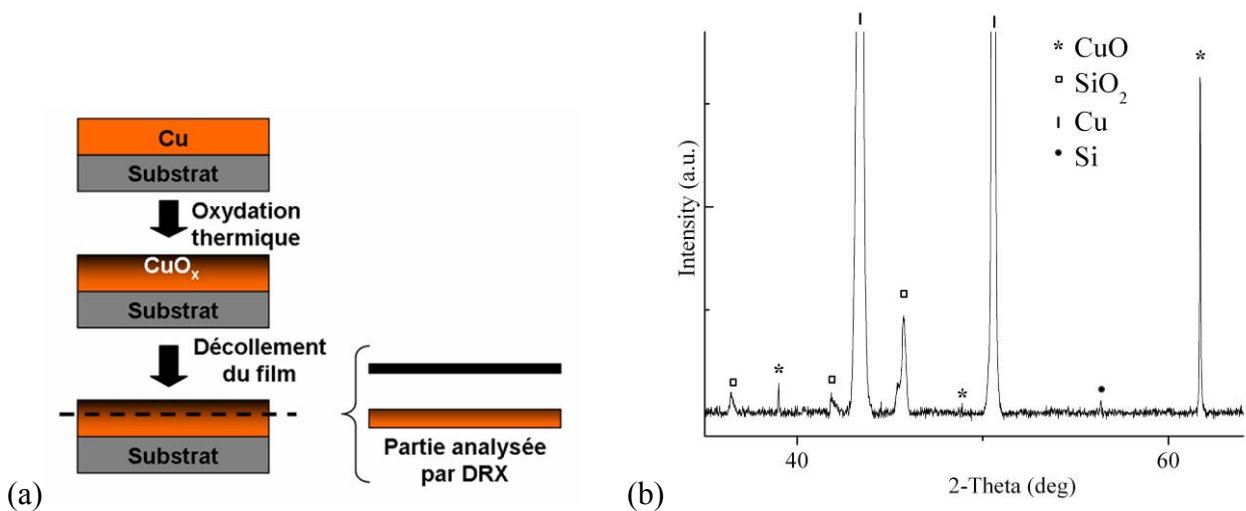 Cu
Substrat
Oxydation
thermique
CuOx
Substrat
Décollement
du film
Substrat
Partie analysée
par DRX
(a)
Intensity (a.u.)
* CuO
SiO2
Cu
Si
40
60
2-Theta (deg)
(b)